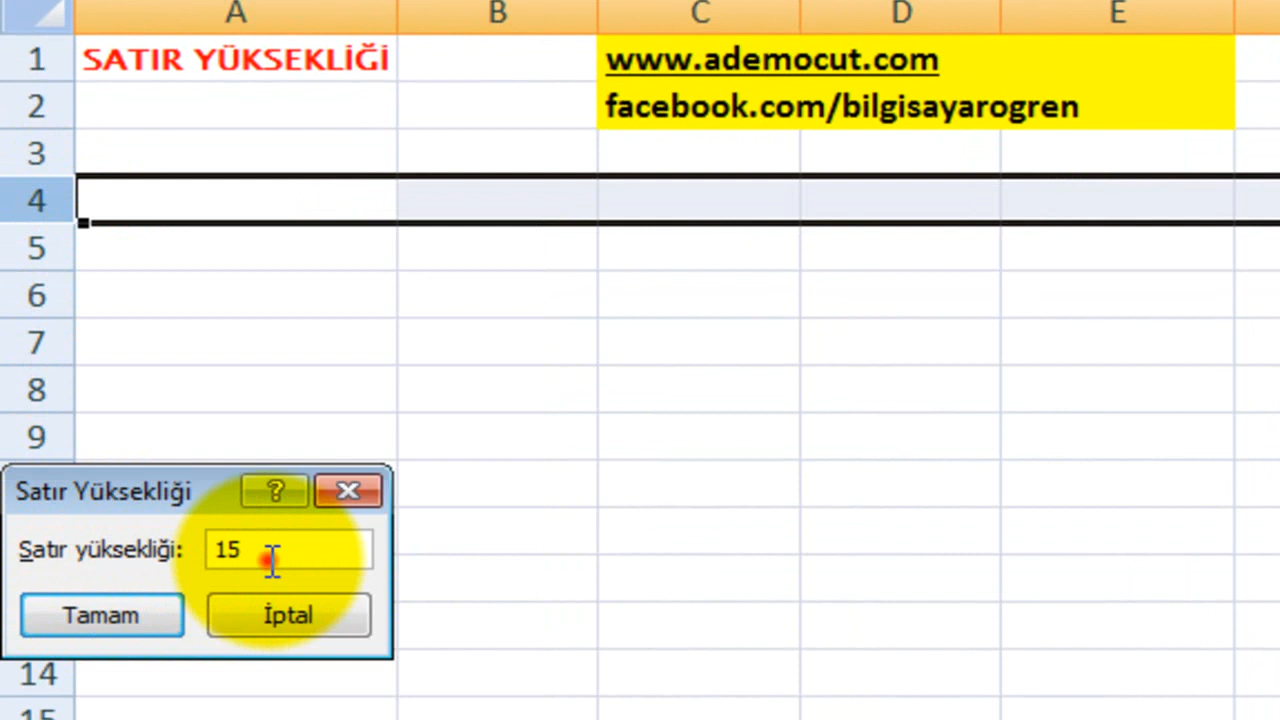 A B C D E
1 SATIR YÜKSEKLİĞİ www.ademocut.com
2 facebook.com/bilgisayarogren
3
4
5
6
7
8
9
Satır Yüksekliği ?
Satır yüksekliği: 15
Tamam İptal
14
15